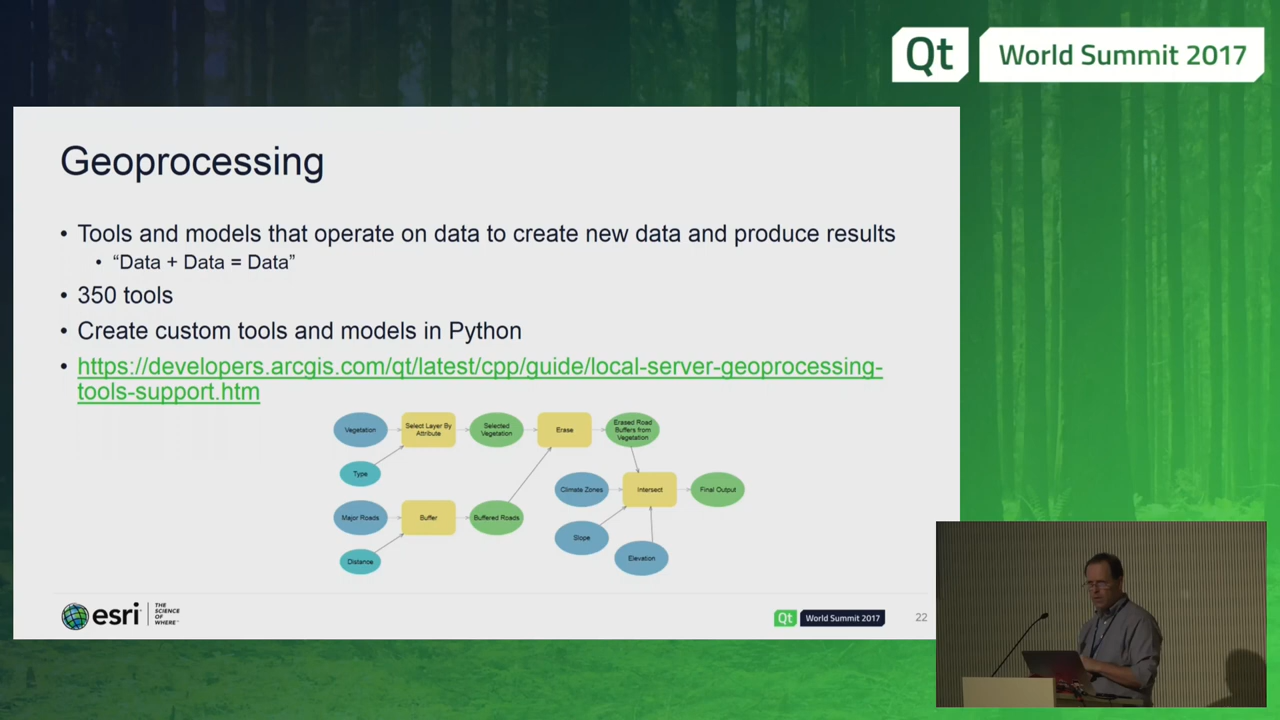 Qt World Summit 2017
Geoprocessing
• Tools and models that operate on data to create new data and produce results
• “Data + Data = Data”
• 350 tools
• Create custom tools and models in Python
• https://developers.arcgis.com/qt/latest/cpp/guide/local-server-geoprocessing-
tools-support.htm
Vegetation
Select Layer By
Attribute
Selected
Vegetation
Erase
Erased Road
Buffers from
Vegetation
Type
Climate Zones
Intersect
Final Output
Major Roads
Buffer
Buffered Roads
Slope
Distance
Elevation
esri
THE
SCIENCE
OF
WHERE™
Qt World Summit 2017
22